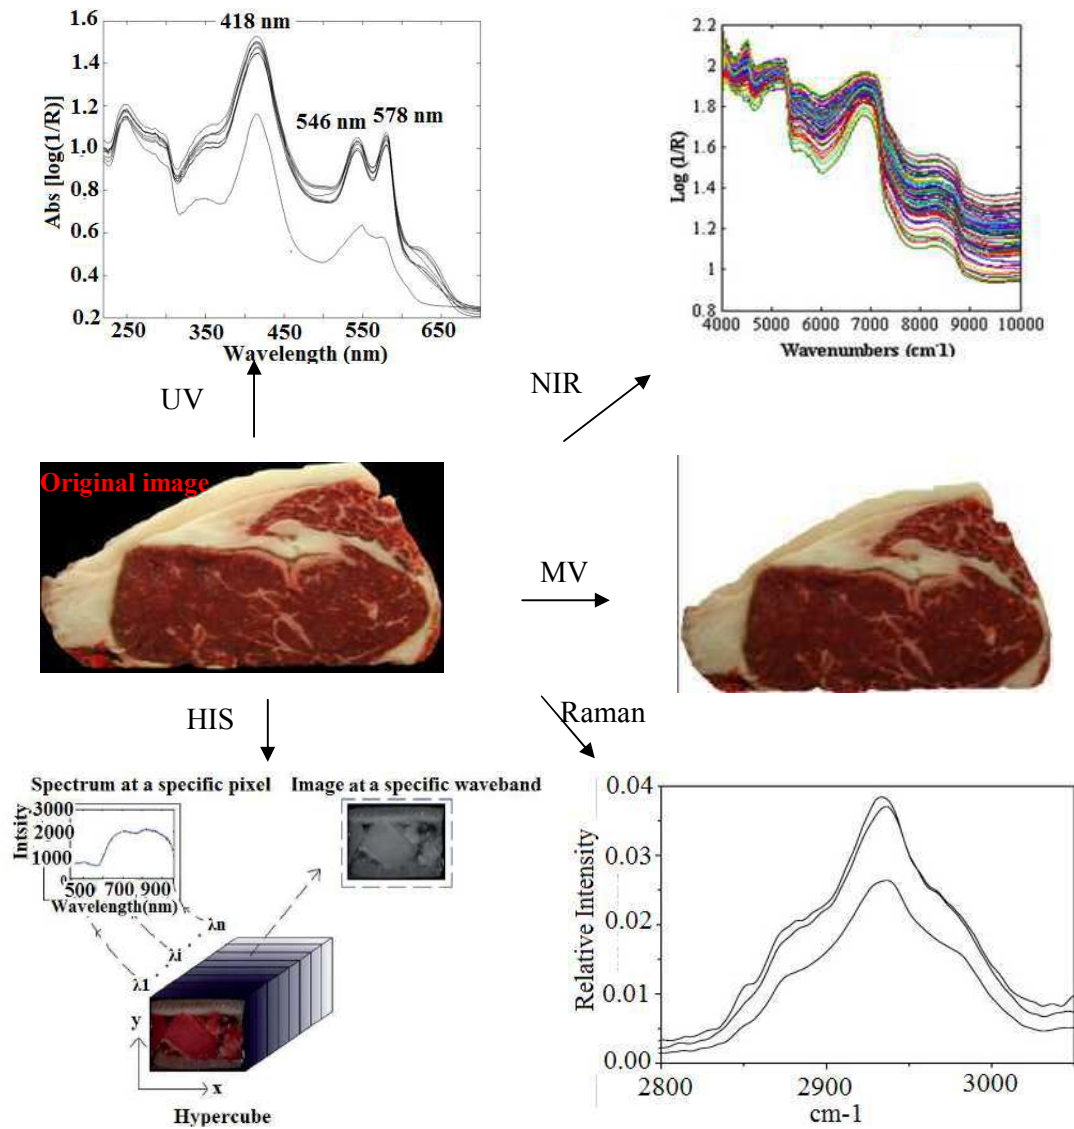 418 nm
546 nm
578 nm
Abs [log(1/R)]
1.6
1.4
1.2
1.0
0.8
0.6
0.4
0.2
250 350 450 550 650
Wavelength (nm)
Log (1/R)
2.2
2
1.8
1.6
1.4
1.2
1
0.8
4000 5000 6000 7000 8000 9000 10000
Wavenumbers (cm-1)
UV
NIR
Original image
MV
HIS
Raman
Spectrum at a specific pixel
Intsity
3000
2000
1000
0
500 700 900
Wavelength(nm)
Image at a specific waveband
λn
λi
λ1
y
x
Hypercube
Relative Intensity
0.04
0.03
0.02
0.01
0.00
2800 2900 3000
cm-1